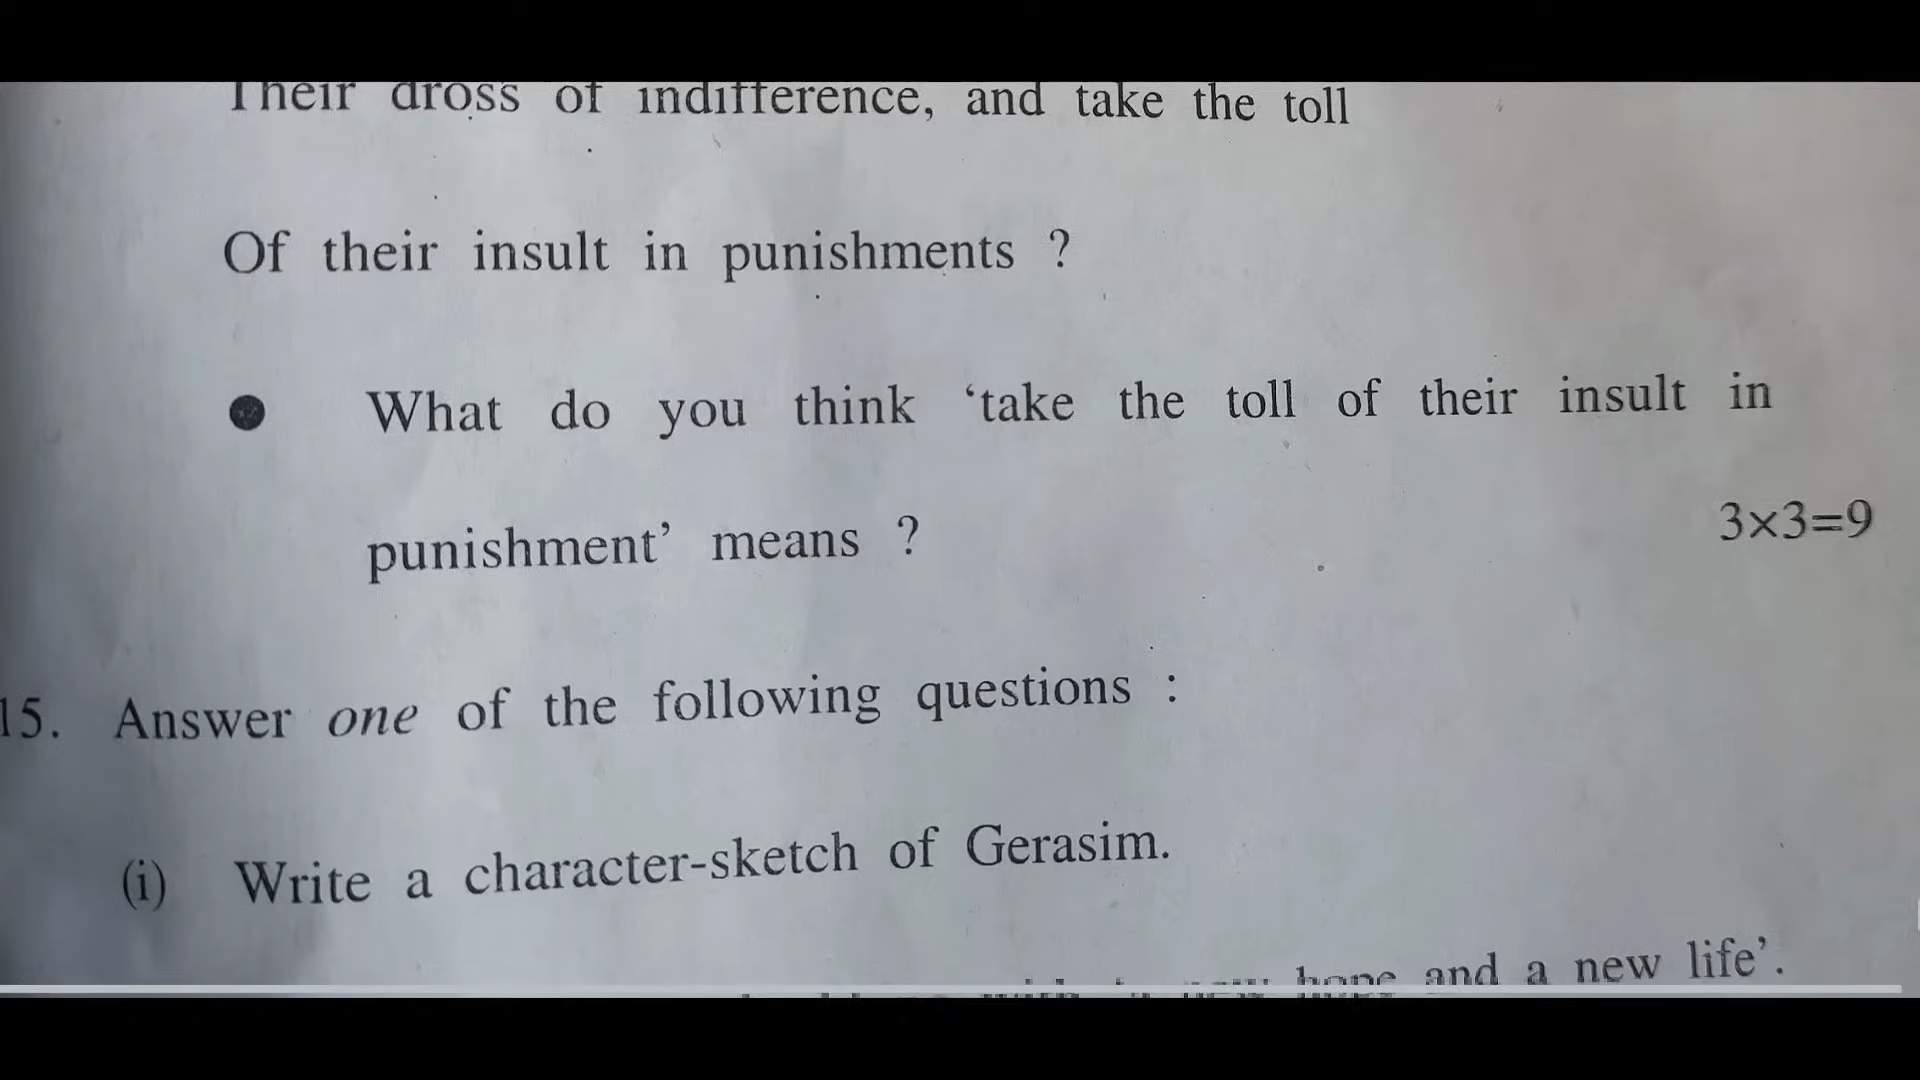 Their dross of indifference, and take the toll
Of their insult in punishments ?
● What do you think ‘take the toll of their insult in
punishment’ means ?
3×3=9
15. Answer one of the following questions :
(i) Write a character-sketch of Gerasim.
hope and a new life’.